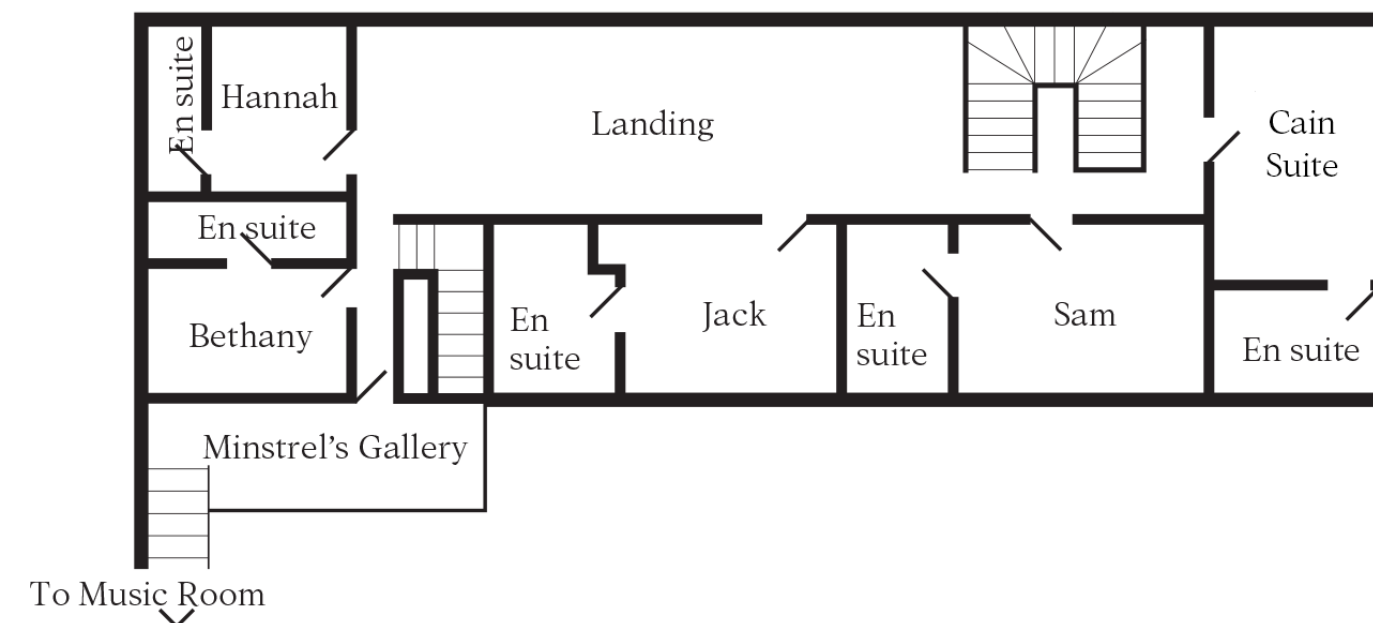 En suite
Hannah
Landing
Cain
Suite
En suite
Bethany
En
suite
Jack
En
suite
Sam
En suite
Minstrel’s Gallery
To Music Room